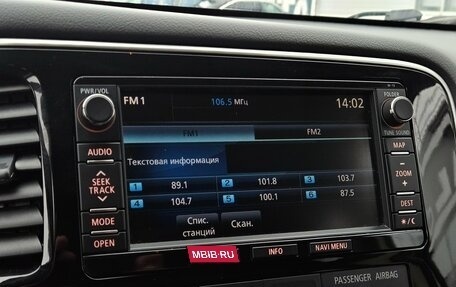 PWR/VOL
FOLDER
FM1
106.5 МГц
14:02
TUNE SOUND
FM1 FM2
AUDIO
MAP
Текстовая информация
SEEK
TRACK
ZOOM
1 89.1 2 101.8 3 103.7
4 104.7 5 100.1 6 87.5
MODE
DEST
Спис.
станций
Скан.
OPEN
☀/☾
MBIB.RU
INFO
NAVI MENU
PASSENGER AIRBAG